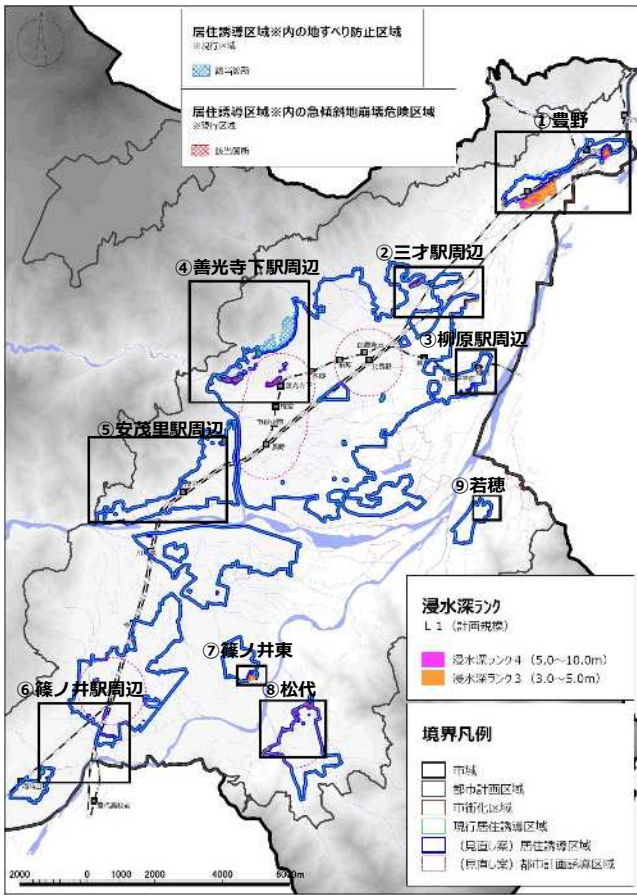 居住誘導区域※内の地すべり防止区域
※現行区域
該当箇所
居住誘導区域※内の急傾斜地崩壊危険区域
※現行区域
該当箇所
①豊野
②三才駅周辺
④善光寺下駅周辺
③柳原駅周辺
⑤安茂里駅周辺
⑨若穂
⑦篠ノ井東
⑧松代
⑥篠ノ井駅周辺
浸水深ランク
L1（計画規模）
浸水深ランク4（5.0～10.0m）
浸水深ランク3（3.0～5.0m）
境界凡例
市域
都市計画区域
市街化区域
現行居住誘導区域
（見直し案）居住誘導区域
（見直し案）都市計画誘導区域
2000 0 2000 4000 6000m